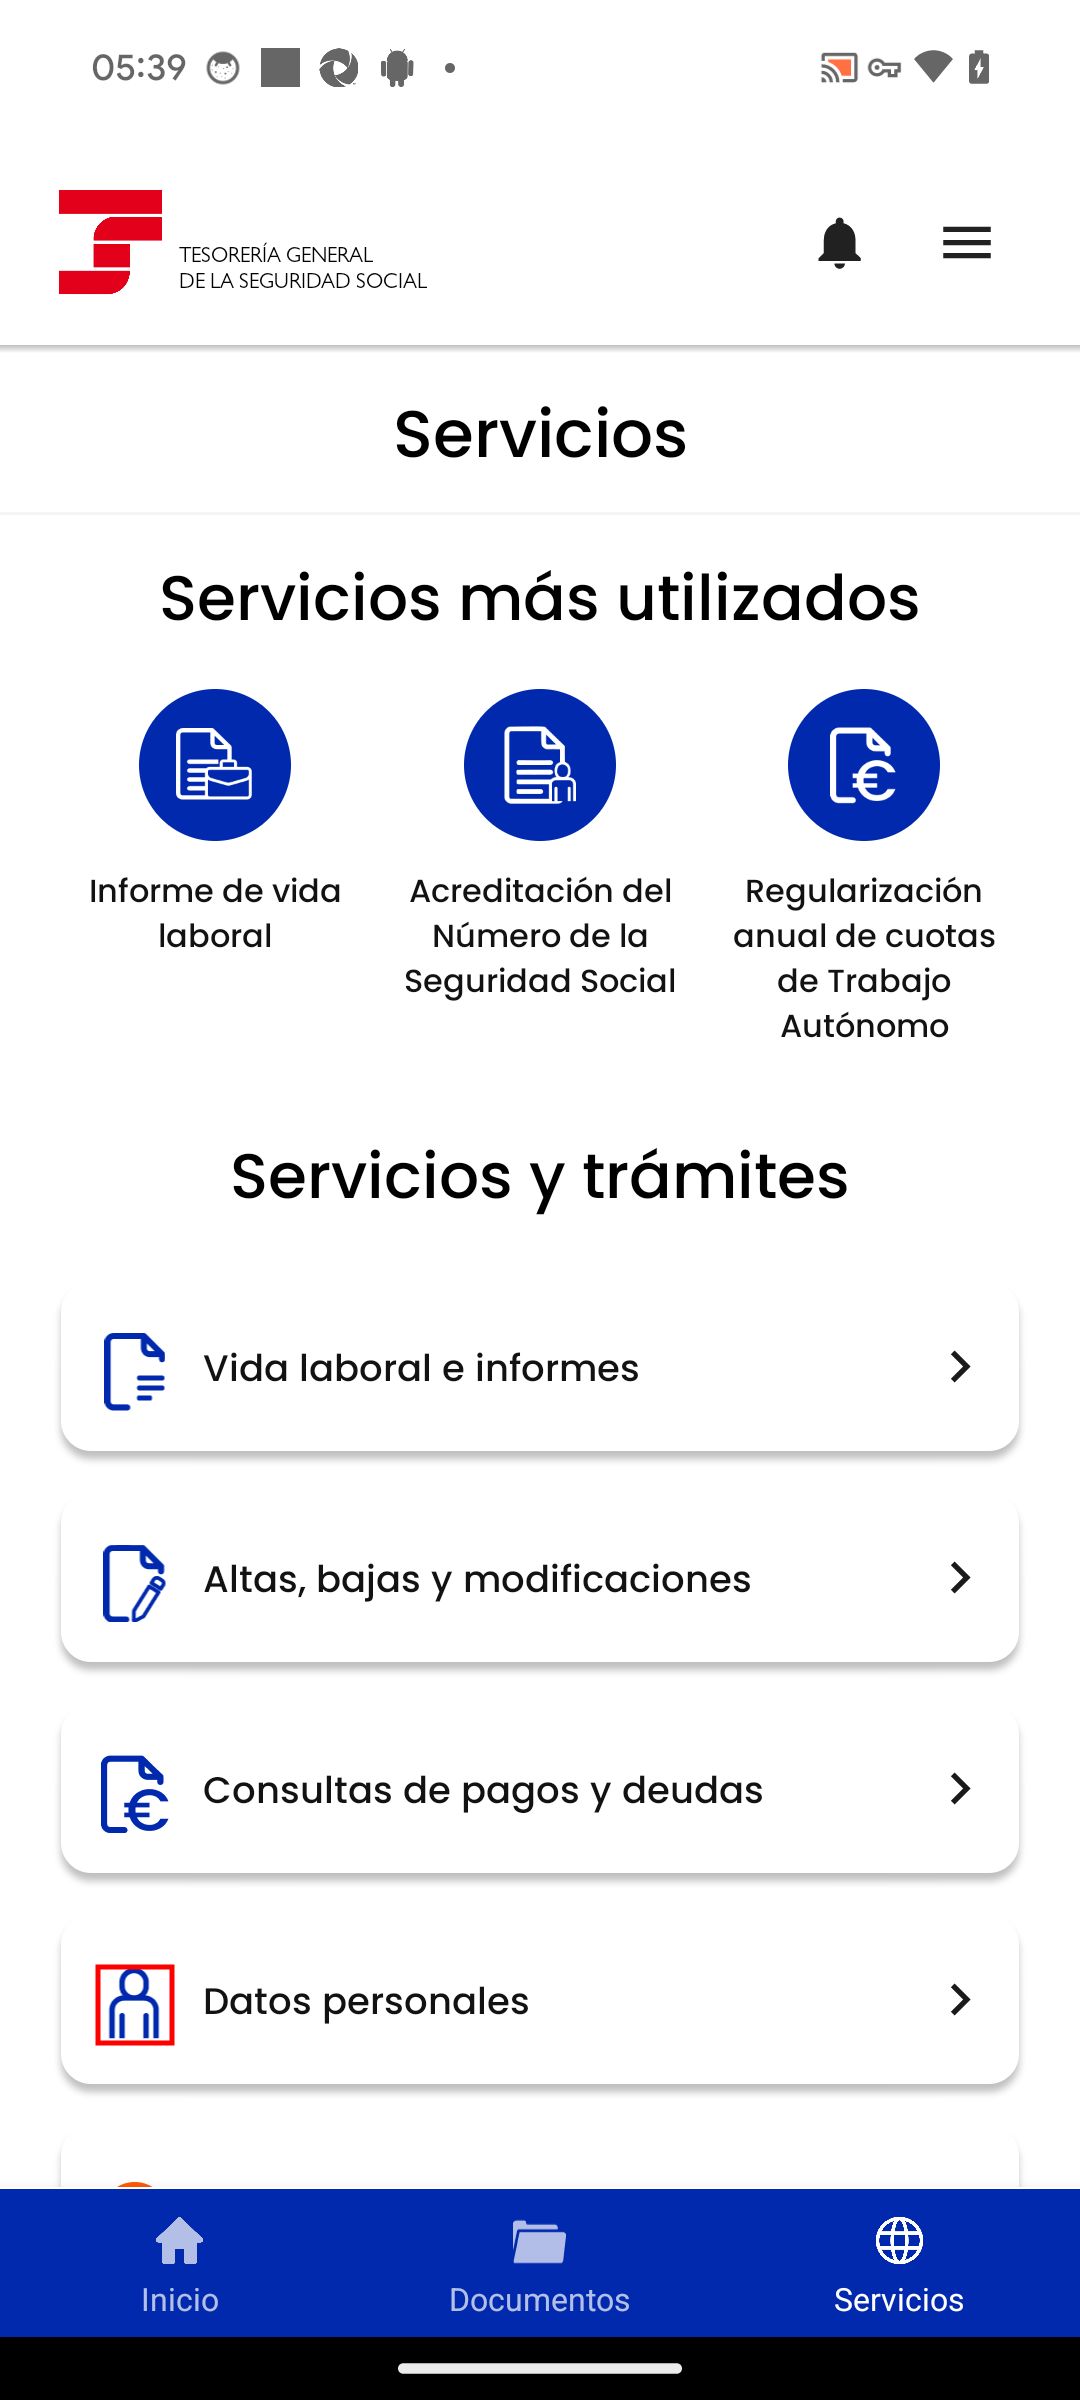 05:39
TESORERÍA GENERAL
DE LA SEGURIDAD SOCIAL
Servicios
Servicios más utilizados
Informe de vida
laboral
Acreditación del
Número de la
Seguridad Social
Regularización
anual de cuotas
de Trabajo
Autónomo
Servicios y trámites
Vida laboral e informes
Altas, bajas y modificaciones
Consultas de pagos y deudas
Datos personales
Inicio
Documentos
Servicios